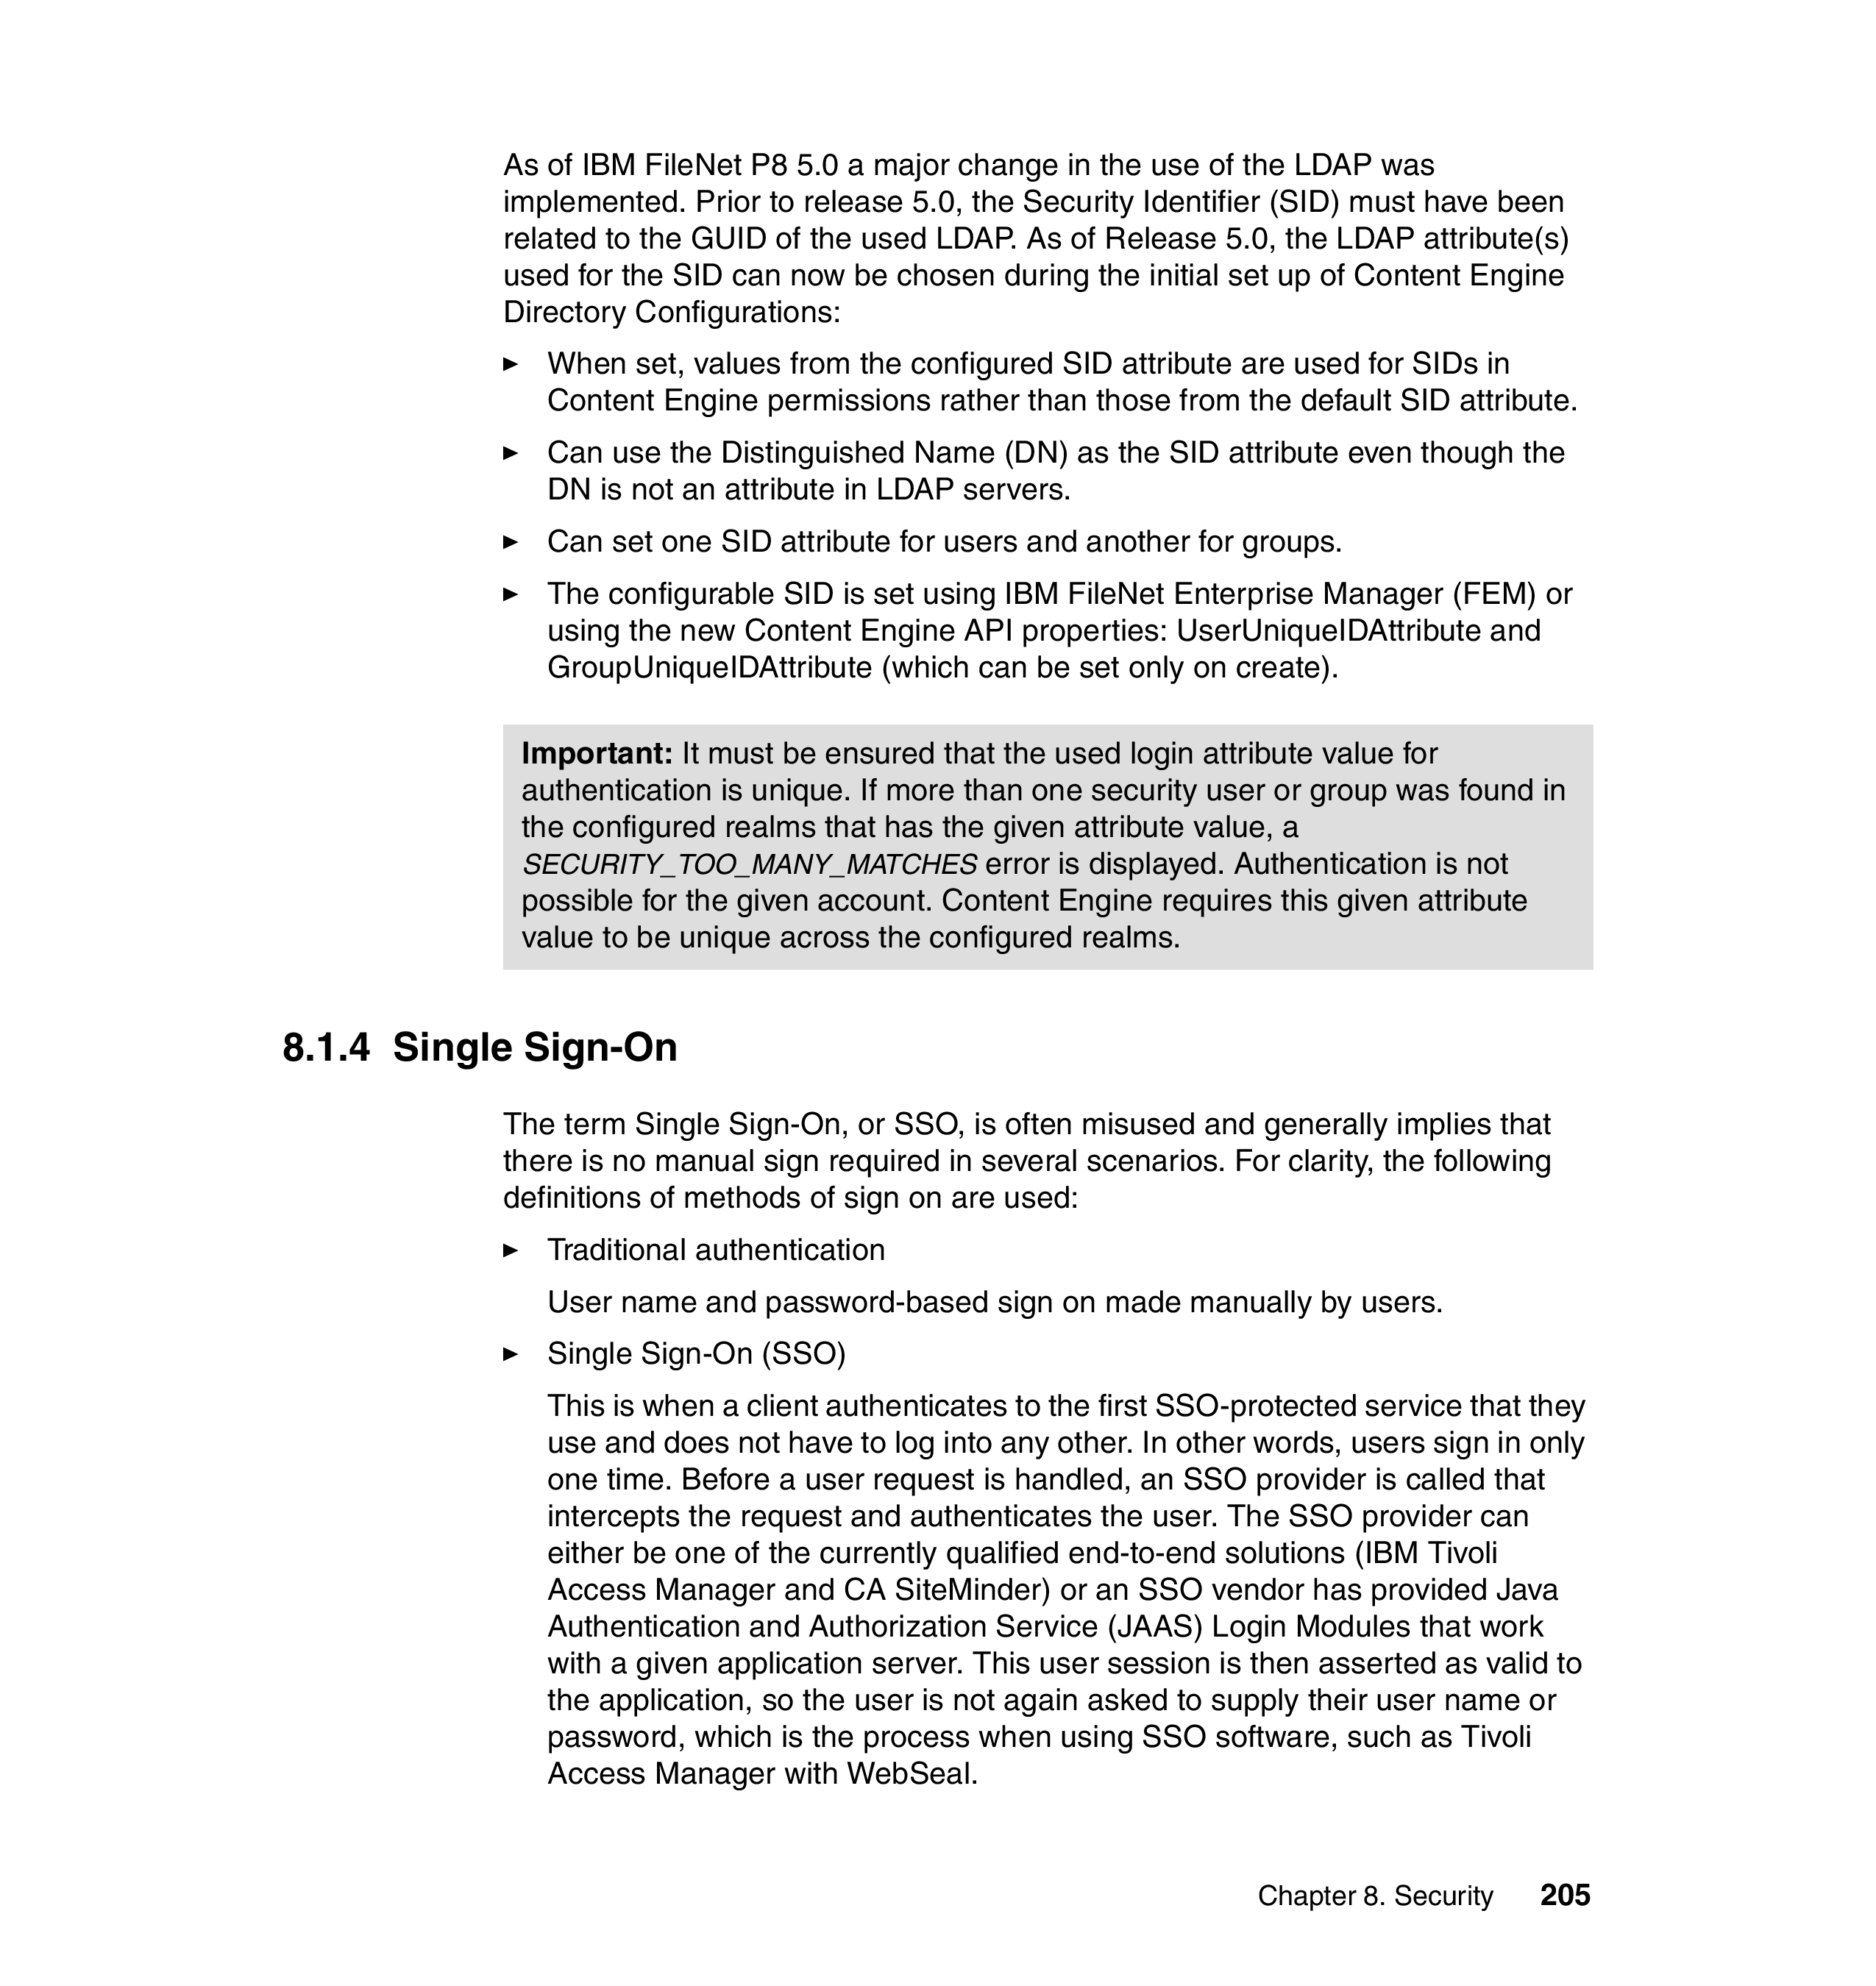 As of IBM FileNet P8 5.0 a major change in the use of the LDAP was
implemented. Prior to release 5.0, the Security Identifier (SID) must have been
related to the GUID of the used LDAP. As of Release 5.0, the LDAP attribute(s)
used for the SID can now be chosen during the initial set up of Content Engine
Directory Configurations:
► When set, values from the configured SID attribute are used for SIDs in
Content Engine permissions rather than those from the default SID attribute.
► Can use the Distinguished Name (DN) as the SID attribute even though the
DN is not an attribute in LDAP servers.
► Can set one SID attribute for users and another for groups.
► The configurable SID is set using IBM FileNet Enterprise Manager (FEM) or
using the new Content Engine API properties: UserUniqueIDAttribute and
GroupUniqueIDAttribute (which can be set only on create).
Important: It must be ensured that the used login attribute value for
authentication is unique. If more than one security user or group was found in
the configured realms that has the given attribute value, a
SECURITY_TOO_MANY_MATCHES error is displayed. Authentication is not
possible for the given account. Content Engine requires this given attribute
value to be unique across the configured realms.
8.1.4 Single Sign-On
The term Single Sign-On, or SSO, is often misused and generally implies that
there is no manual sign required in several scenarios. For clarity, the following
definitions of methods of sign on are used:
► Traditional authentication
User name and password-based sign on made manually by users.
► Single Sign-On (SSO)
This is when a client authenticates to the first SSO-protected service that they
use and does not have to log into any other. In other words, users sign in only
one time. Before a user request is handled, an SSO provider is called that
intercepts the request and authenticates the user. The SSO provider can
either be one of the currently qualified end-to-end solutions (IBM Tivoli
Access Manager and CA SiteMinder) or an SSO vendor has provided Java
Authentication and Authorization Service (JAAS) Login Modules that work
with a given application server. This user session is then asserted as valid to
the application, so the user is not again asked to supply their user name or
password, which is the process when using SSO software, such as Tivoli
Access Manager with WebSeal.
Chapter 8. Security 205